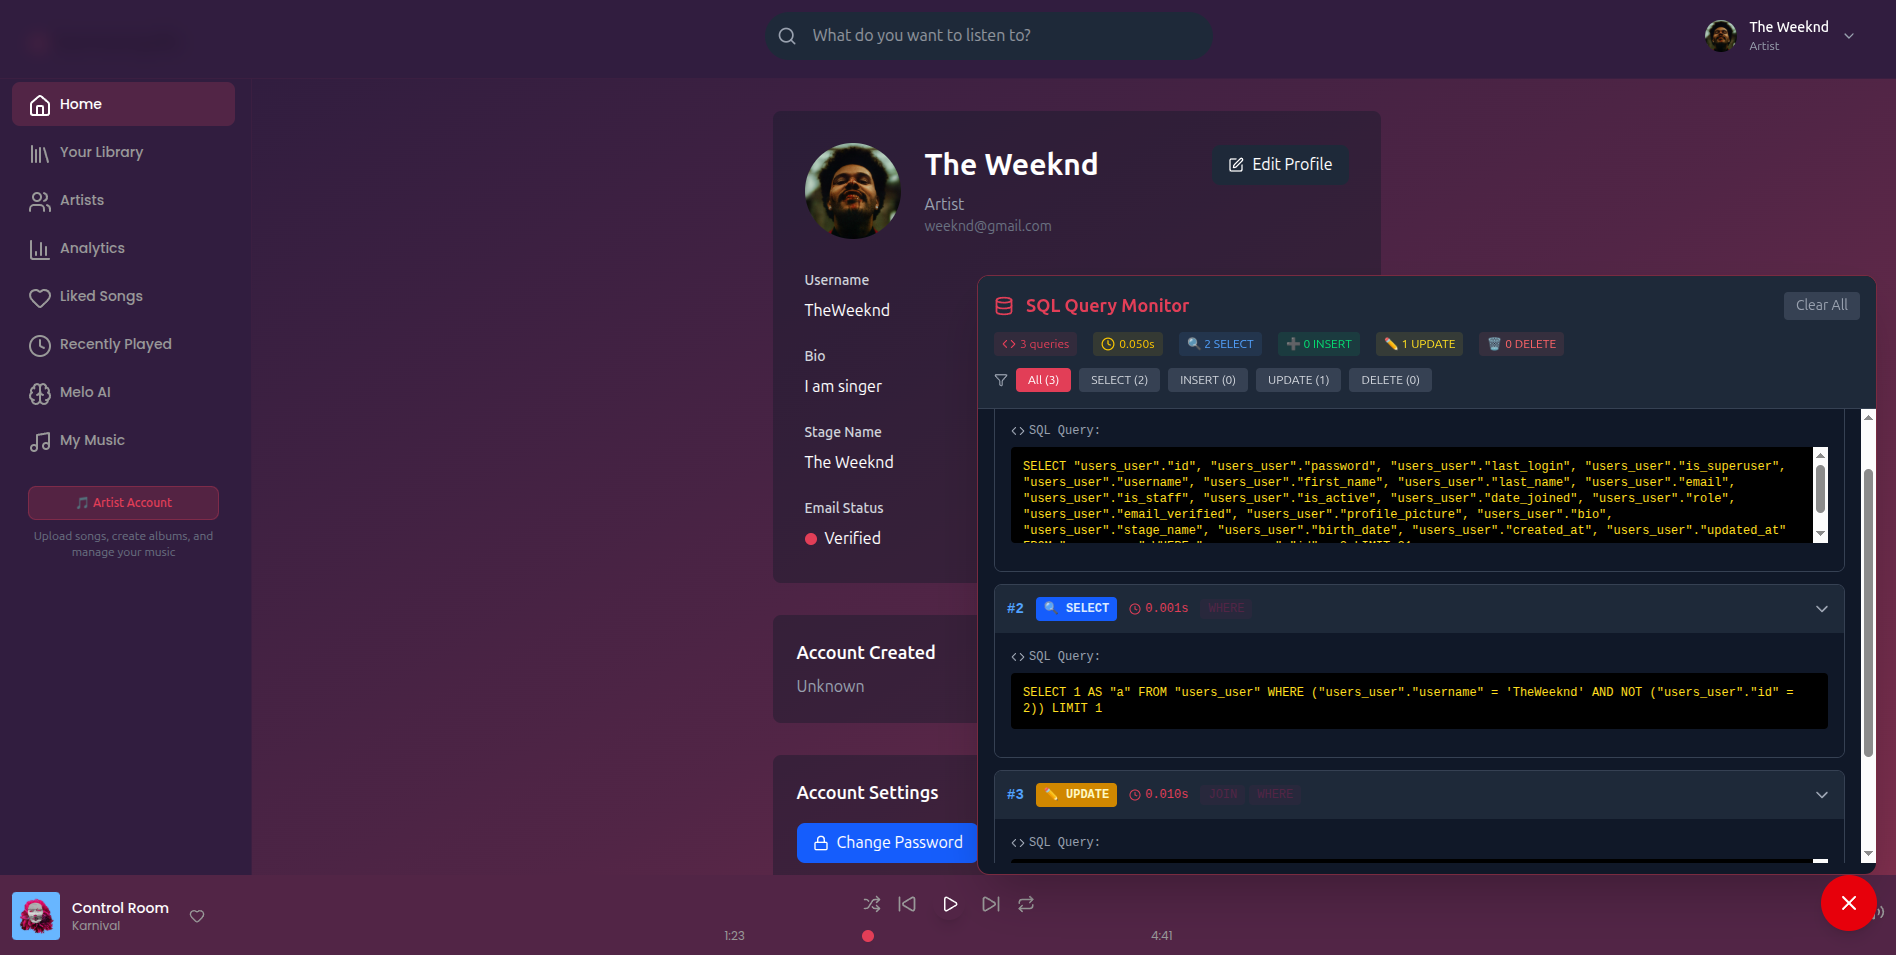 What do you want to listen to?
The Weeknd
Artist
Home
Your Library
Artists
Analytics
Liked Songs
Recently Played
Melo AI
My Music
🎵 Artist Account
Upload songs, create albums, and
manage your music
The Weeknd
Edit Profile
Artist
weeknd@gmail.com
Username
TheWeeknd
Bio
I am singer
Stage Name
The Weeknd
Email Status
Verified
Account Created
Unknown
Account Settings
Change Password
SQL Query Monitor
Clear All
3 queries
0.050s
🔍 2 SELECT
➕ 0 INSERT
✏️ 1 UPDATE
🗑️ 0 DELETE
All (3)
SELECT (2)
INSERT (0)
UPDATE (1)
DELETE (0)
SQL Query:
SELECT "users_user"."id", "users_user"."password", "users_user"."last_login", "users_user"."is_superuser",
"users_user"."username", "users_user"."first_name", "users_user"."last_name", "users_user"."email",
"users_user"."is_staff", "users_user"."is_active", "users_user"."date_joined", "users_user"."role",
"users_user"."email_verified", "users_user"."profile_picture", "users_user"."bio",
"users_user"."stage_name", "users_user"."birth_date", "users_user"."created_at", "users_user"."updated_at"
#2 🔍 SELECT 0.001s WHERE
SQL Query:
SELECT 1 AS "a" FROM "users_user" WHERE ("users_user"."username" = 'TheWeeknd' AND NOT ("users_user"."id" =
2)) LIMIT 1
#3 ✏️ UPDATE 0.010s JOIN WHERE
SQL Query:
Control Room
Karnival
1:23
4:41